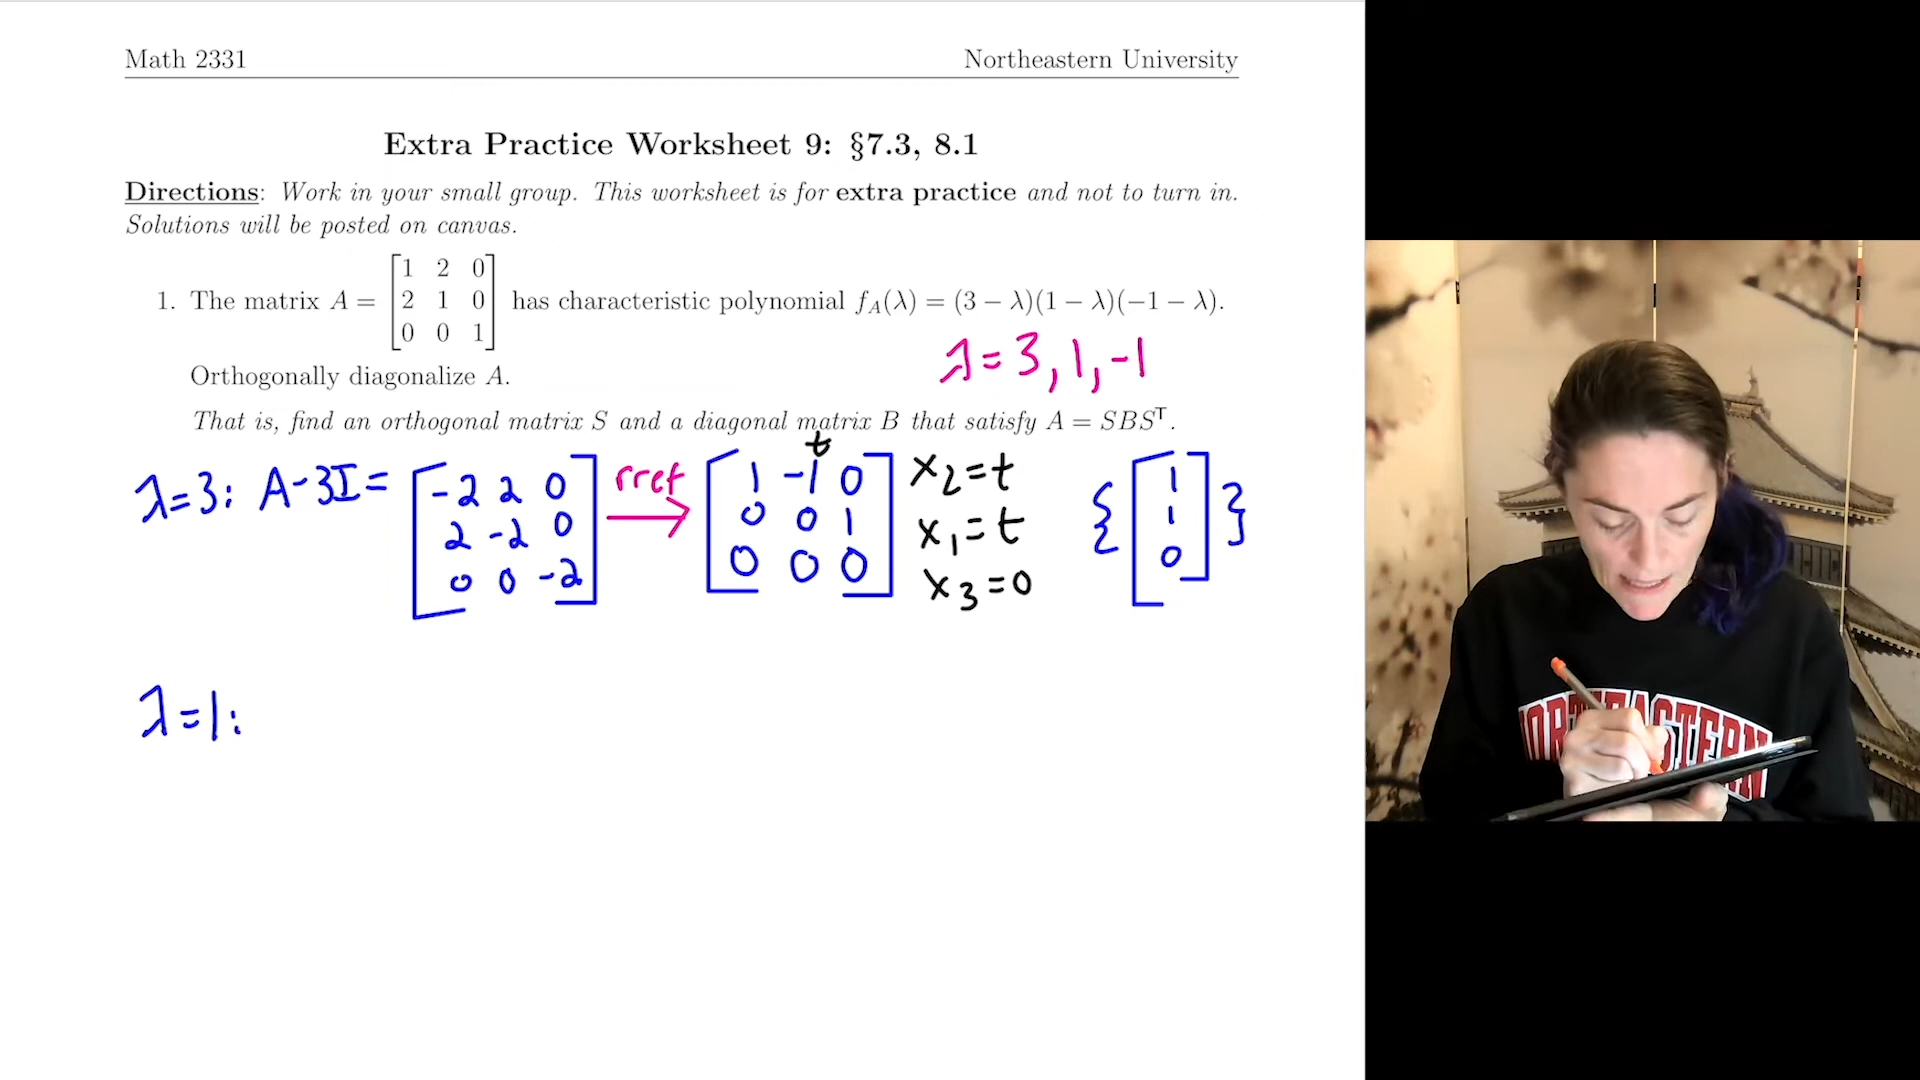 Math 2331 Northeastern University
Extra Practice Worksheet 9: §7.3, 8.1
Directions: Work in your small group. This worksheet is for extra practice and not to turn in.
Solutions will be posted on canvas.
1. The matrix A = [1 2 0; 2 1 0; 0 0 1] has characteristic polynomial f_A(λ) = (3 − λ)(1 − λ)(−1 − λ).
λ = 3, 1, -1
Orthogonally diagonalize A.
That is, find an orthogonal matrix S and a diagonal matrix B that satisfy A = SBSᵀ.
t
λ=3: A-3I = [-2 2 0; 2 -2 0; 0 0 -2] rref → [1 -1 0; 0 0 1; 0 0 0] x₂=t x₁=t x₃=0 {[1; 1; 0]}
λ=1:
NORTHEASTERN